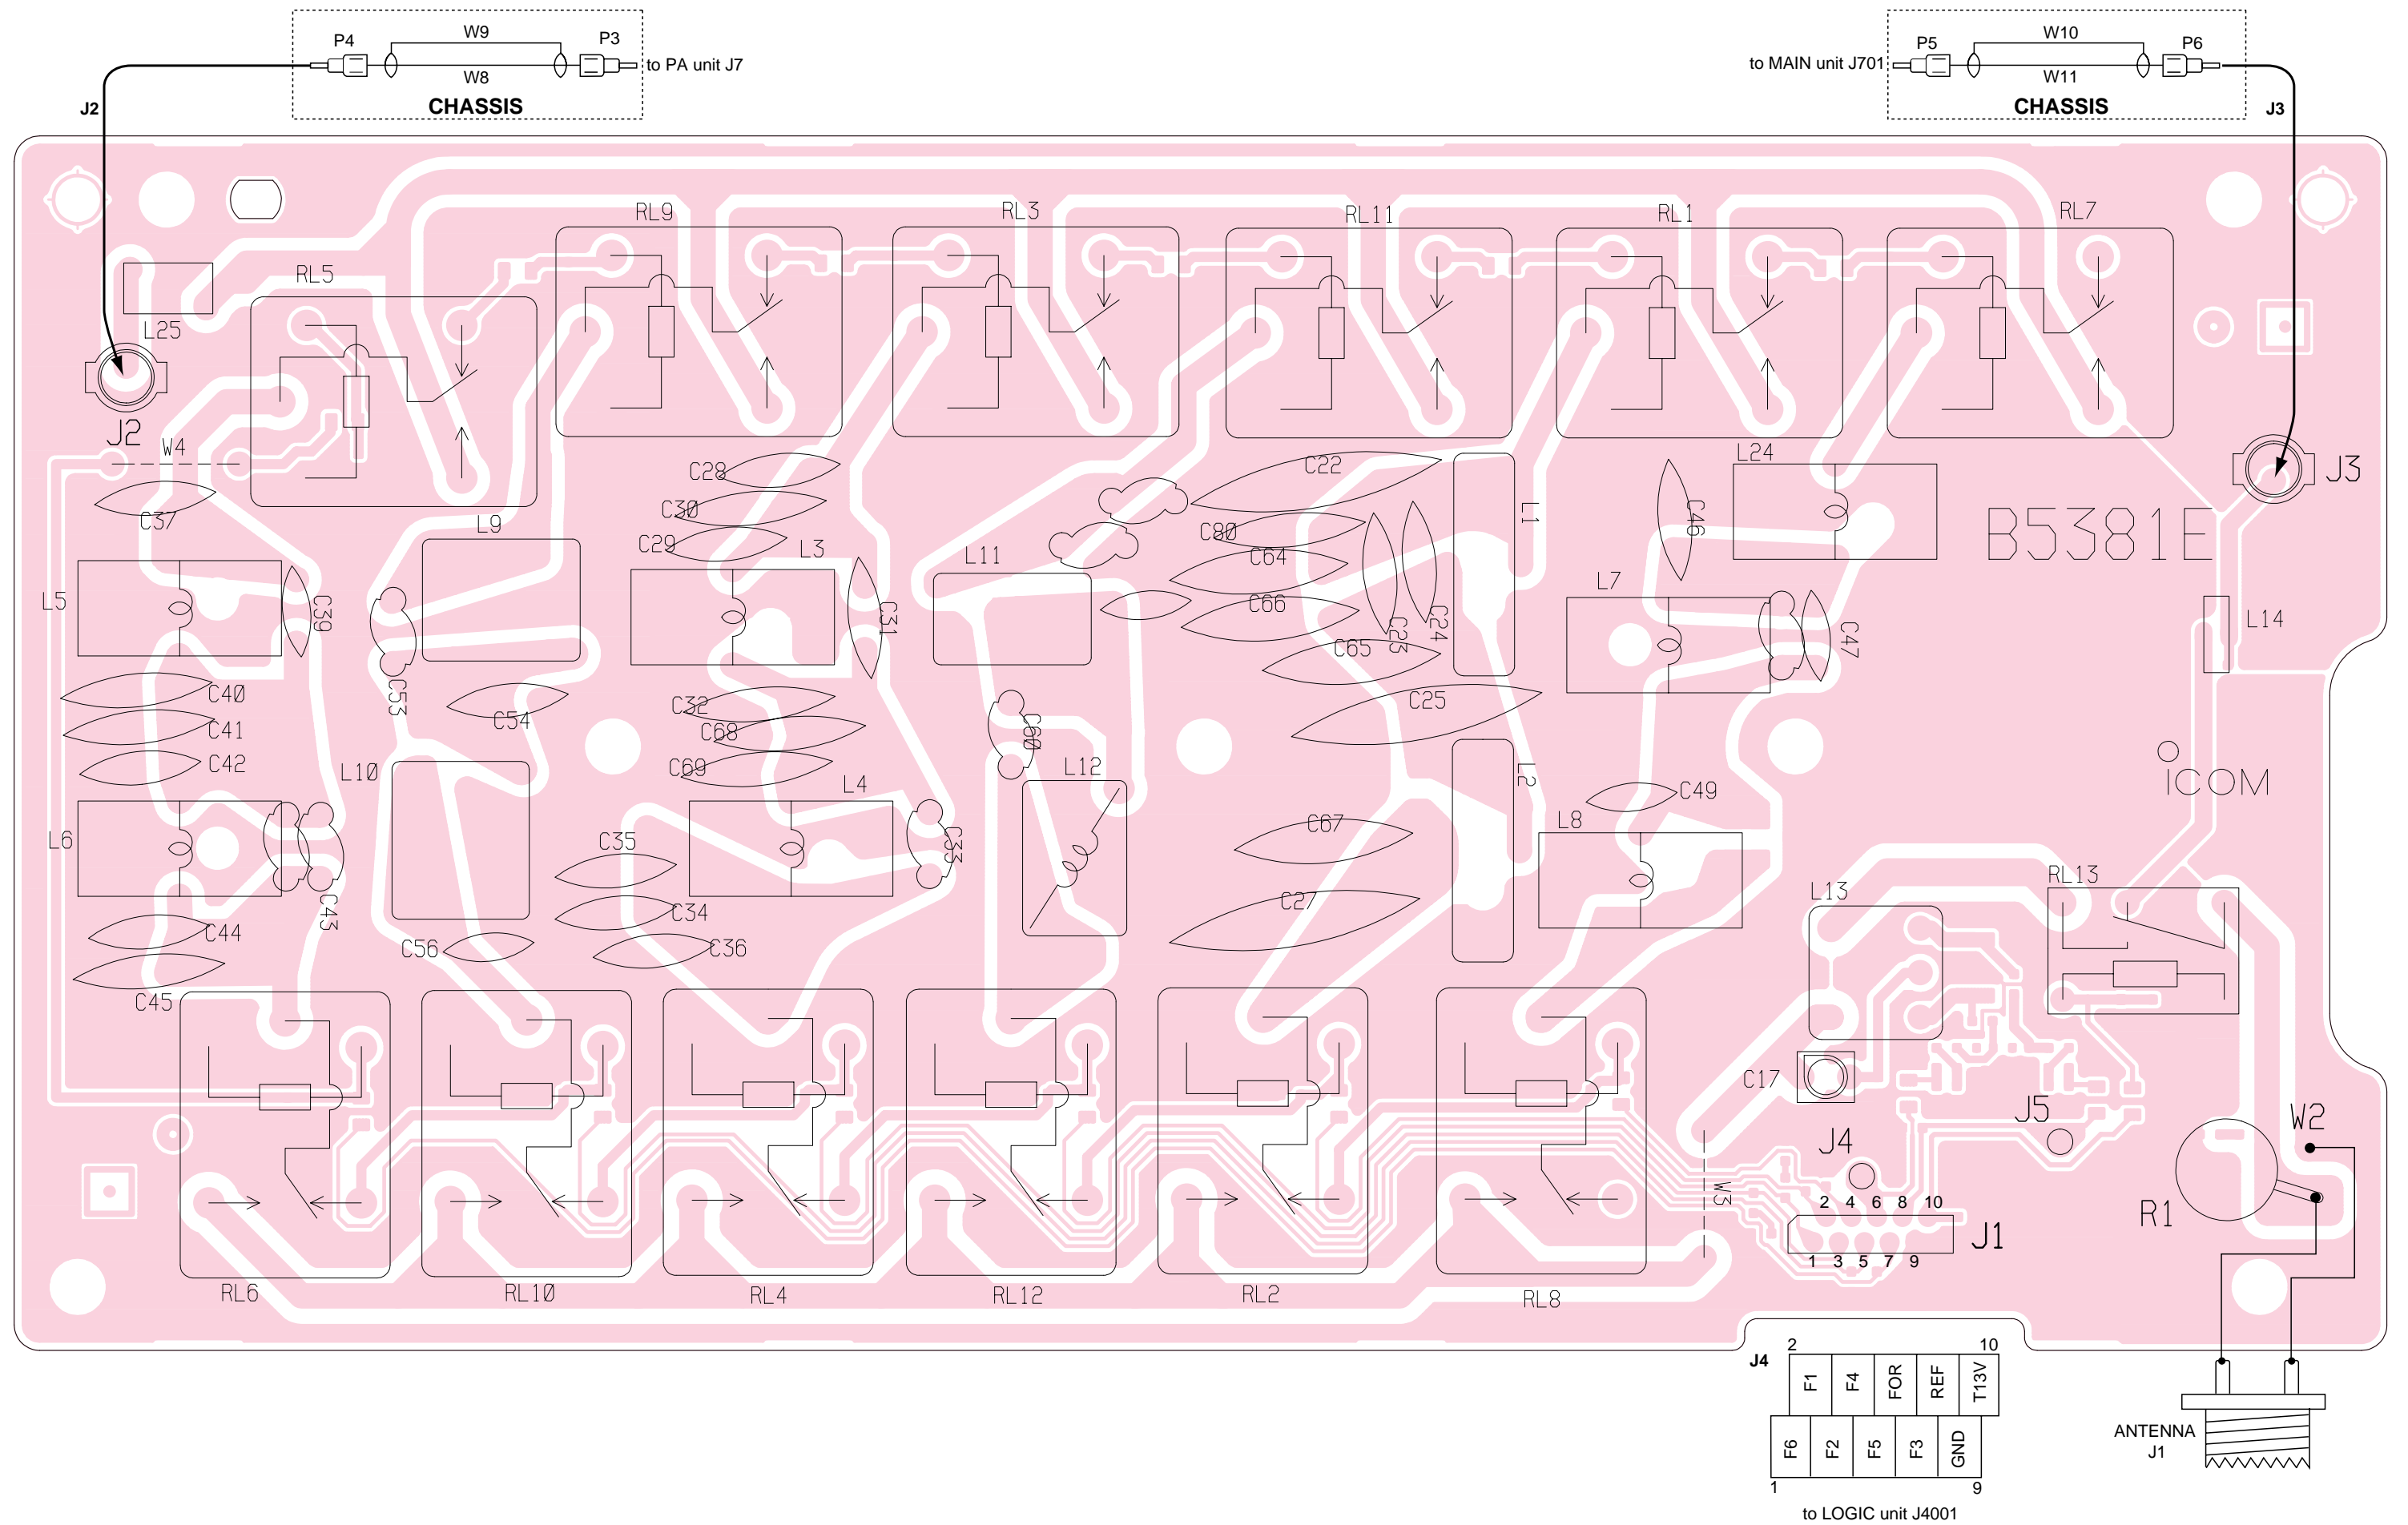 W9
P4
P3
to PA unit J7
W8
CHASSIS
J2
W10
P5
P6
to MAIN unit J701
W11
CHASSIS
J3
RL9
RL3
RL11
RL1
RL7
RL5
L25
J2
W4
C37
L9
C28
C30
C29
L3
L11
C22
C80
C64
C66
C65
C23
C24
L1
C46
L24
J3
B5381E
L5
C39
C31
L7
C47
L14
C40
C41
C42
C53
C54
C32
C68
C69
C60
C25
L10
L12
L4
L2
C49
iCOM
L6
C43
C35
C33
C67
L8
C44
C34
C27
L13
RL13
C56
C36
C45
C17
J5
W2
J4
W3
2 4 6 8 10
J1
1 3 5 7 9
R1
RL6
RL10
RL4
RL12
RL2
RL8
J4
2 10
F1 F4 FOR REF T13V
F6 F2 F5 F3 GND
1 9
to LOGIC unit J4001
ANTENNA
J1